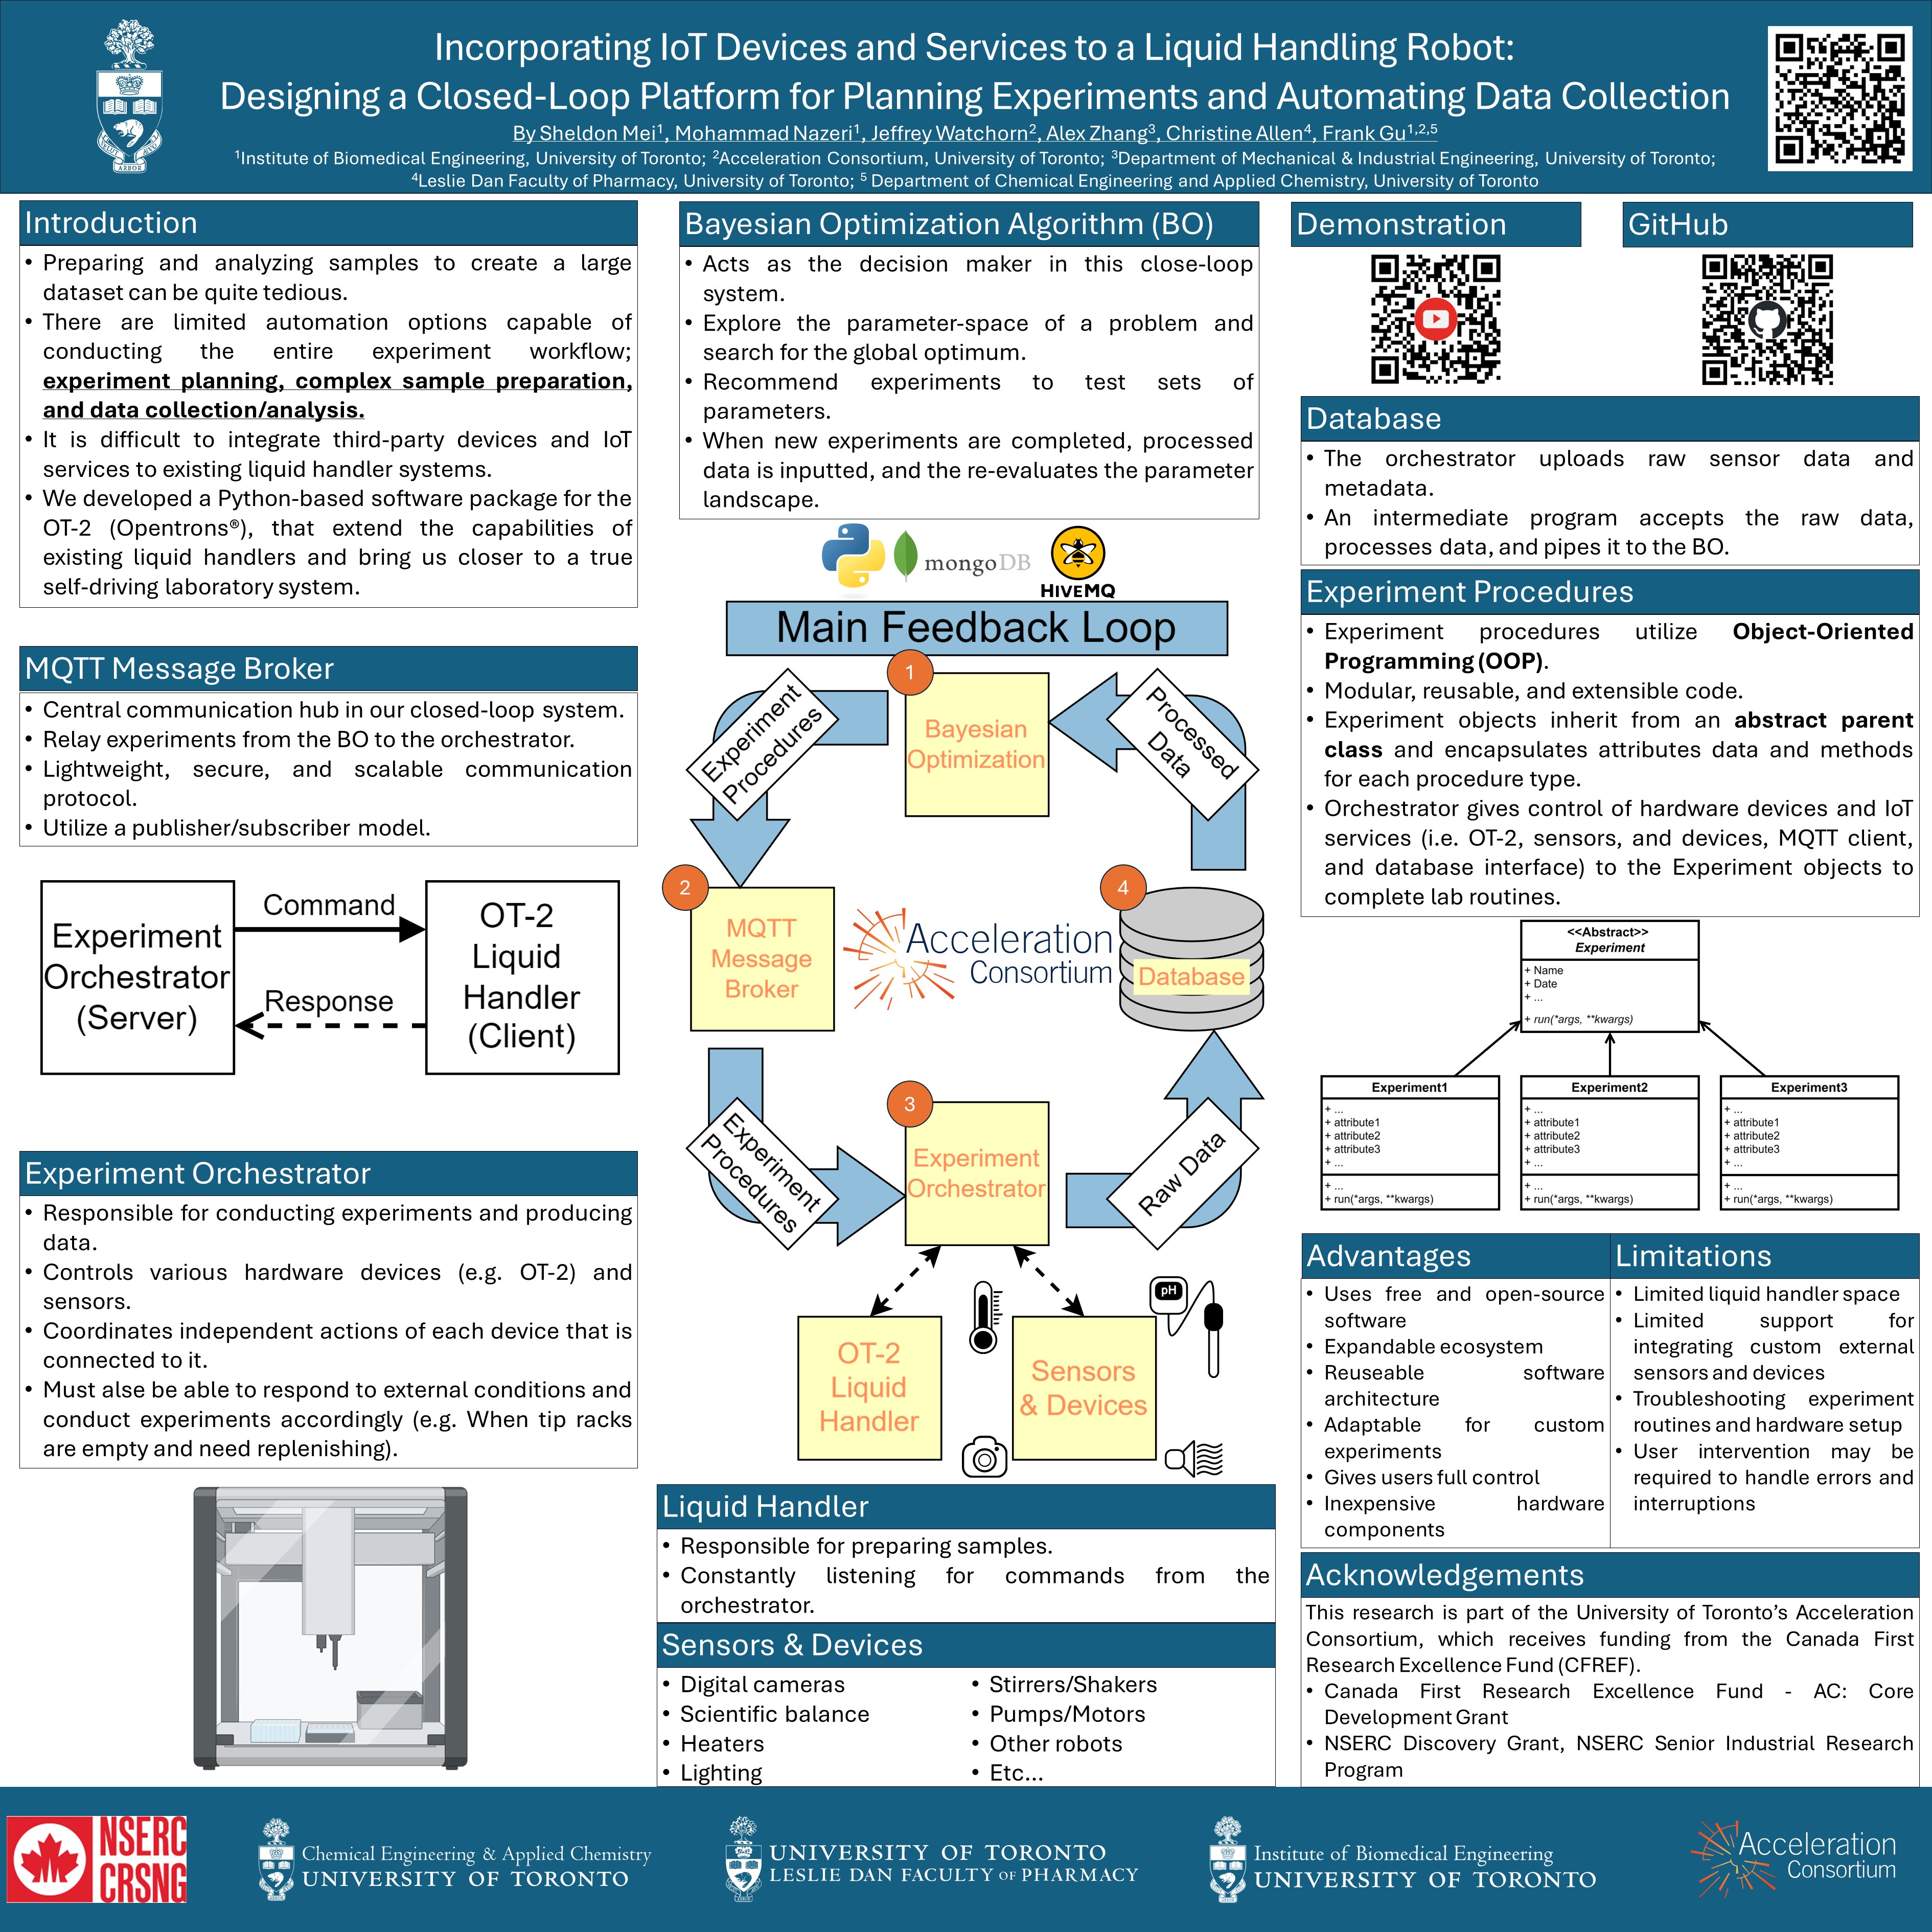 Incorporating IoT Devices and Services to a Liquid Handling Robot:
Designing a Closed-Loop Platform for Planning Experiments and Automating Data Collection
By Sheldon Mei¹, Mohammad Nazeri¹, Jeffrey Watchorn², Alex Zhang³, Christine Allen⁴, Frank Gu¹,²,⁵
¹Institute of Biomedical Engineering, University of Toronto; ²Acceleration Consortium, University of Toronto; ³Department of Mechanical & Industrial Engineering, University of Toronto;
⁴Leslie Dan Faculty of Pharmacy, University of Toronto; ⁵ Department of Chemical Engineering and Applied Chemistry, University of Toronto
ARBOR
Introduction
• Preparing and analyzing samples to create a large
dataset can be quite tedious.
• There are limited automation options capable of
conducting the entire experiment workflow;
experiment planning, complex sample preparation,
and data collection/analysis.
• It is difficult to integrate third-party devices and IoT
services to existing liquid handler systems.
• We developed a Python-based software package for the
OT-2 (Opentrons®), that extend the capabilities of
existing liquid handlers and bring us closer to a true
self-driving laboratory system.
MQTT Message Broker
• Central communication hub in our closed-loop system.
• Relay experiments from the BO to the orchestrator.
• Lightweight, secure, and scalable communication
protocol.
• Utilize a publisher/subscriber model.
Experiment
Orchestrator
(Server)
Command
Response
OT-2
Liquid
Handler
(Client)
Experiment Orchestrator
• Responsible for conducting experiments and producing
data.
• Controls various hardware devices (e.g. OT-2) and
sensors.
• Coordinates independent actions of each device that is
connected to it.
• Must alse be able to respond to external conditions and
conduct experiments accordingly (e.g. When tip racks
are empty and need replenishing).
Bayesian Optimization Algorithm (BO)
• Acts as the decision maker in this close-loop
system.
• Explore the parameter-space of a problem and
search for the global optimum.
• Recommend experiments to test sets of
parameters.
• When new experiments are completed, processed
data is inputted, and the re-evaluates the parameter
landscape.
mongoDB
HIVEMQ
Main Feedback Loop
1
Bayesian
Optimization
Experiment
Procedures
Processed
Data
2
MQTT
Message
Broker
Acceleration
Consortium
4
Database
Experiment
Procedures
3
Experiment
Orchestrator
Raw Data
OT-2
Liquid
Handler
Sensors
& Devices
pH
Liquid Handler
• Responsible for preparing samples.
• Constantly listening for commands from the
orchestrator.
Sensors & Devices
• Digital cameras
• Scientific balance
• Heaters
• Lighting
• Stirrers/Shakers
• Pumps/Motors
• Other robots
• Etc...
Demonstration
GitHub
Database
• The orchestrator uploads raw sensor data and
metadata.
• An intermediate program accepts the raw data,
processes data, and pipes it to the BO.
Experiment Procedures
• Experiment procedures utilize Object-Oriented
Programming (OOP).
• Modular, reusable, and extensible code.
• Experiment objects inherit from an abstract parent
class and encapsulates attributes data and methods
for each procedure type.
• Orchestrator gives control of hardware devices and IoT
services (i.e. OT-2, sensors, and devices, MQTT client,
and database interface) to the Experiment objects to
complete lab routines.
<<Abstract>>
Experiment
+ Name
+ Date
+ ...
+ run(*args, **kwargs)
Experiment1
+ ...
+ attribute1
+ attribute2
+ attribute3
+ ...
+ ...
+ run(*args, **kwargs)
Experiment2
+ ...
+ attribute1
+ attribute2
+ attribute3
+ ...
+ ...
+ run(*args, **kwargs)
Experiment3
+ ...
+ attribute1
+ attribute2
+ attribute3
+ ...
+ ...
+ run(*args, **kwargs)
Advantages
• Uses free and open-source
software
• Expandable ecosystem
• Reuseable software
architecture
• Adaptable for custom
experiments
• Gives users full control
• Inexpensive hardware
components
Limitations
• Limited liquid handler space
• Limited support for
integrating custom external
sensors and devices
• Troubleshooting experiment
routines and hardware setup
• User intervention may be
required to handle errors and
interruptions
Acknowledgements
This research is part of the University of Toronto’s Acceleration
Consortium, which receives funding from the Canada First
Research Excellence Fund (CFREF).
• Canada First Research Excellence Fund - AC: Core
Development Grant
• NSERC Discovery Grant, NSERC Senior Industrial Research
Program
NSERC
CRSNG
Chemical Engineering & Applied Chemistry
UNIVERSITY OF TORONTO
UNIVERSITY OF TORONTO
LESLIE DAN FACULTY OF PHARMACY
Institute of Biomedical Engineering
UNIVERSITY OF TORONTO
Acceleration
Consortium